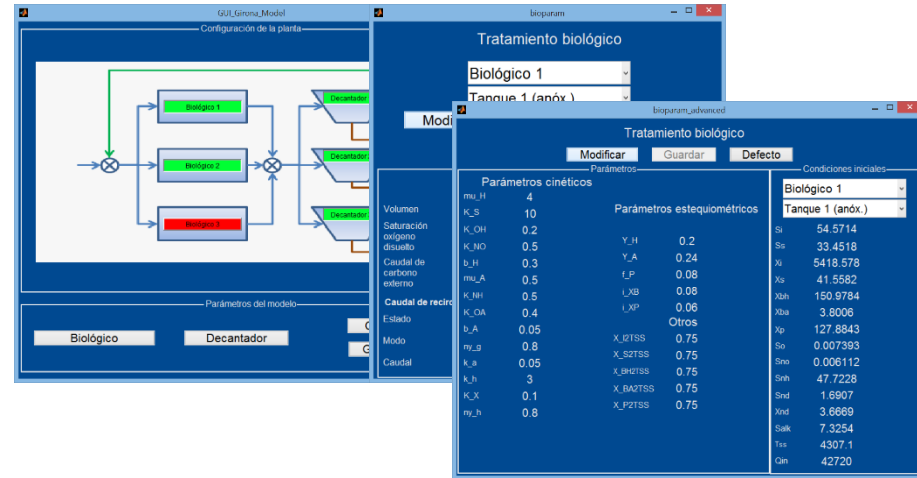 GUI_Girona_Model
Configuración de la planta
Biológico 1
Biológico 2
Biológico 3
Decantador
Decantador
Decantador
Parámetros del modelo
Biológico
Decantador
bioparam
Tratamiento biológico
Biológico 1
Tanque 1 (anóx.)
Modi
Volumen
Saturación
oxígeno
disuelto
Caudal de
carbono
externo
Caudal de recirc
Estado
Modo
Caudal
bioparam_advanced
Tratamiento biológico
Modificar Guardar Defecto
Parámetros
Parámetros cinéticos
mu_H 4
K_S 10
K_OH 0.2
K_NO 0.5
b_H 0.3
mu_A 0.5
K_NH 0.5
K_OA 0.4
b_A 0.05
ny_g 0.8
k_a 0.05
k_h 3
K_X 0.1
ny_h 0.8
Parámetros estequiométricos
Y_H 0.2
Y_A 0.24
f_P 0.08
i_XB 0.08
i_XP 0.06
Otros
X_I2TSS 0.75
X_S2TSS 0.75
X_BH2TSS 0.75
X_BA2TSS 0.75
X_P2TSS 0.75
Condiciones iniciales
Biológico 1
Tanque 1 (anóx.)
Si 54.5714
Ss 33.4518
Xi 5418.578
Xs 41.5582
Xbh 150.9784
Xba 3.8006
Xp 127.8843
So 0.007393
Sno 0.006112
Snh 47.7228
Snd 1.6907
Xnd 3.6669
Salk 7.3254
Tss 4307.1
Qin 42720